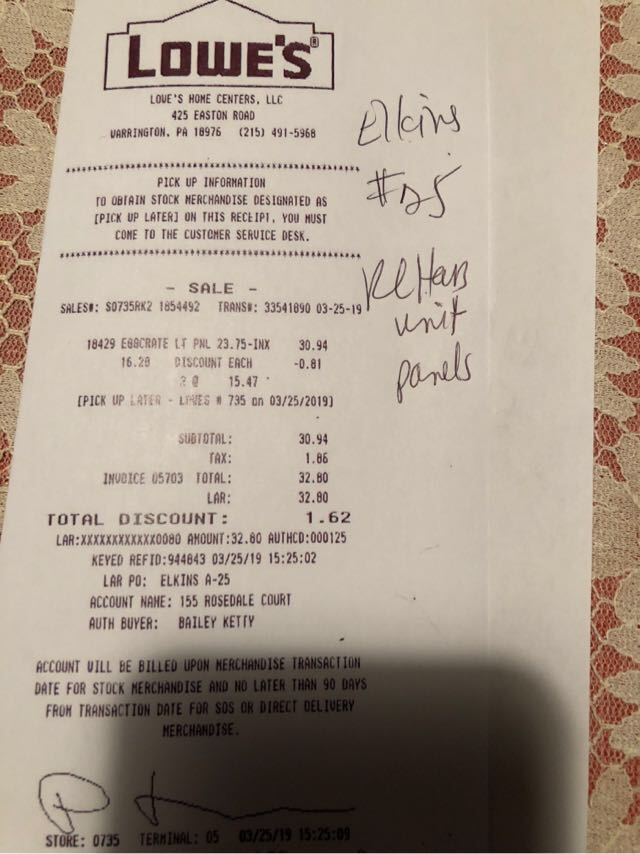 LOWE'S®
LOWE'S HOME CENTERS, LLC
425 EASTON ROAD
WARRINGTON, PA 18976 (215) 491-5968
Elkins
#25
PICK UP INFORMATION
TO OBTAIN STOCK MERCHANDISE DESIGNATED AS
[PICK UP LATER] ON THIS RECEIPT, YOU MUST
COME TO THE CUSTOMER SERVICE DESK.
unit
panels
- SALE -
SALES#: S0735RK2 1854492 TRANS#: 33541890 03-25-19
18429 EGGCRATE LT PNL 23.75-INX 30.94
16.28 DISCOUNT EACH -0.81
2 @ 15.47
[PICK UP LATER - LOWES # 735 on 03/25/2019]
SUBTOTAL: 30.94
TAX: 1.86
INVOICE 05703 TOTAL: 32.80
LAR: 32.80
TOTAL DISCOUNT: 1.62
LAR:XXXXXXXXXXXX0080 AMOUNT:32.80 AUTHCD:000125
KEYED REFID:944843 03/25/19 15:25:02
LAR PO: ELKINS A-25
ACCOUNT NAME: 155 ROSEDALE COURT
AUTH BUYER: BAILEY KETTY
ACCOUNT WILL BE BILLED UPON MERCHANDISE TRANSACTION
DATE FOR STOCK MERCHANDISE AND NO LATER THAN 90 DAYS
FROM TRANSACTION DATE FOR SOS OR DIRECT DELIVERY
MERCHANDISE.
STORE: 0735 TERMINAL: 05 03/25/19 15:25:09